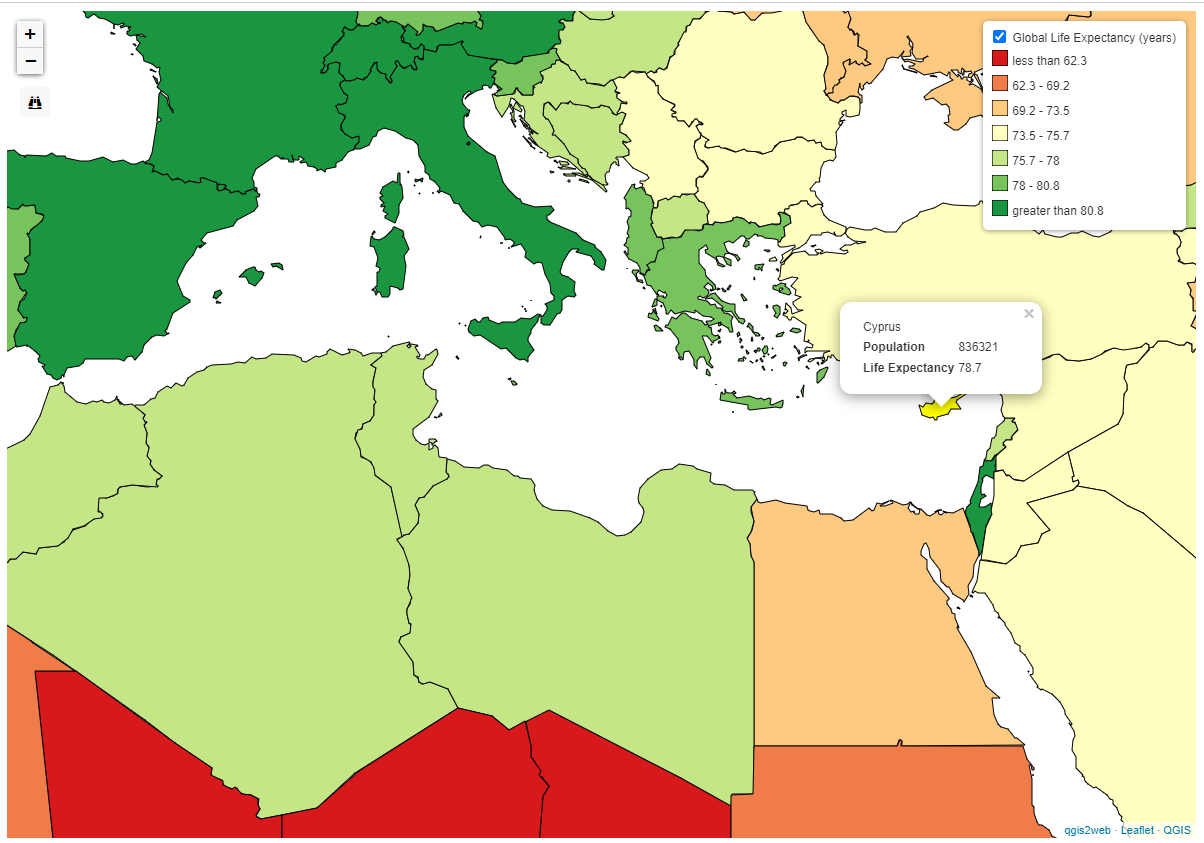 +
−
Global Life Expectancy (years)
less than 62.3
62.3 - 69.2
69.2 - 73.5
73.5 - 75.7
75.7 - 78
78 - 80.8
greater than 80.8
×
Cyprus
Population 836321
Life Expectancy 78.7
qgis2web · Leaflet · QGIS